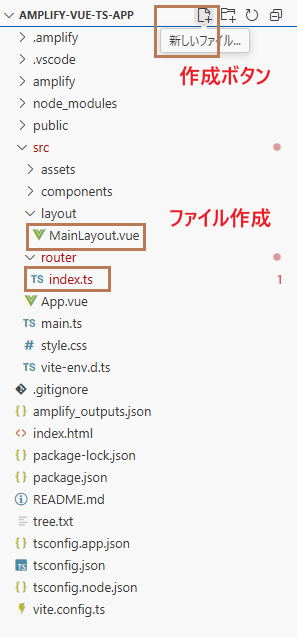 AMPLIFY-VUE-TS-APP
新しいファイル...
.amplify
作成ボタン
.vscode
amplify
node_modules
public
src
assets
components
layout
ファイル作成
MainLayout.vue
router
TS index.ts 1
App.vue
TS main.ts
# style.css
TS vite-env.d.ts
.gitignore
{} amplify_outputs.json
<> index.html
{} package-lock.json
{} package.json
README.md
tree.txt
{} tsconfig.app.json
TS tsconfig.json
{} tsconfig.node.json
vite.config.ts